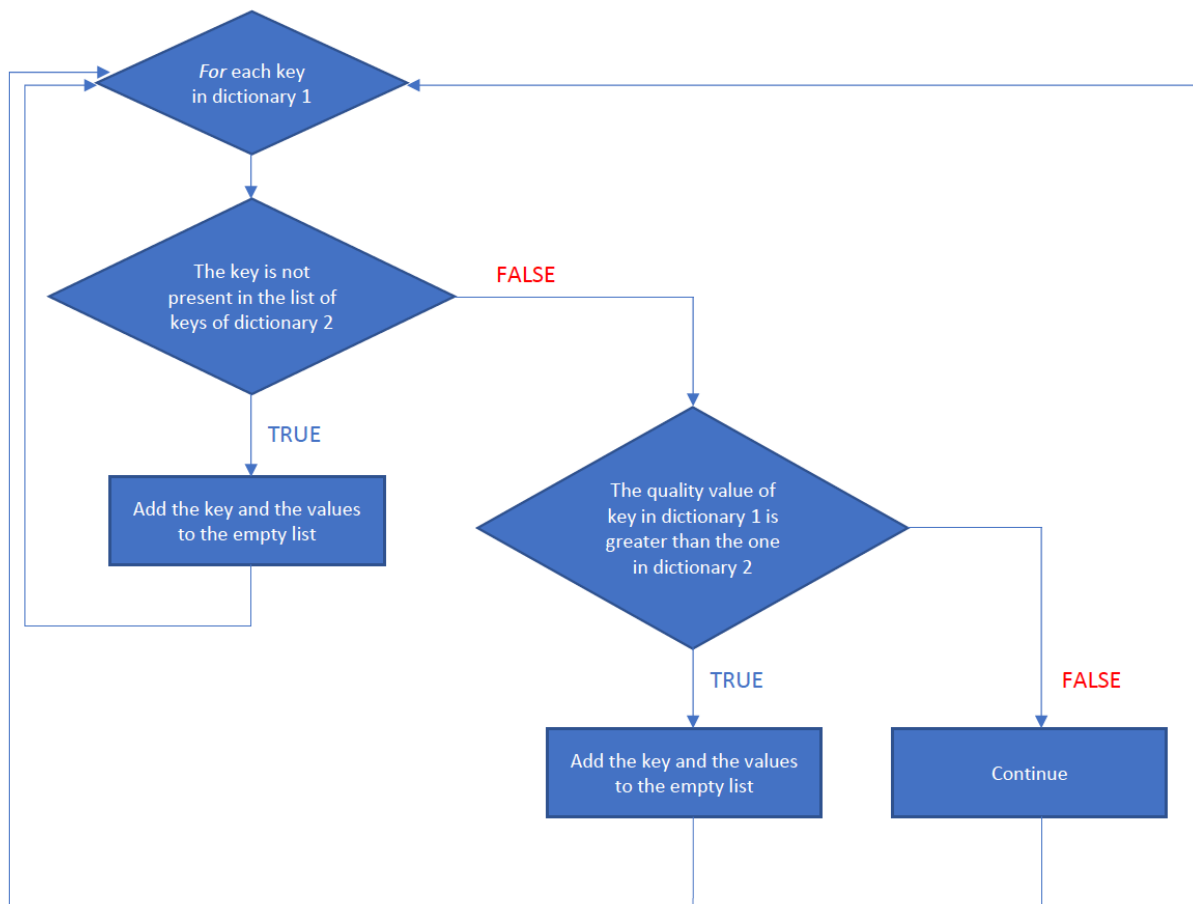 For each key
in dictionary 1
The key is not
present in the list of
keys of dictionary 2
FALSE
TRUE
Add the key and the values
to the empty list
The quality value of
key in dictionary 1 is
greater than the one
in dictionary 2
TRUE
FALSE
Add the key and the values
to the empty list
Continue